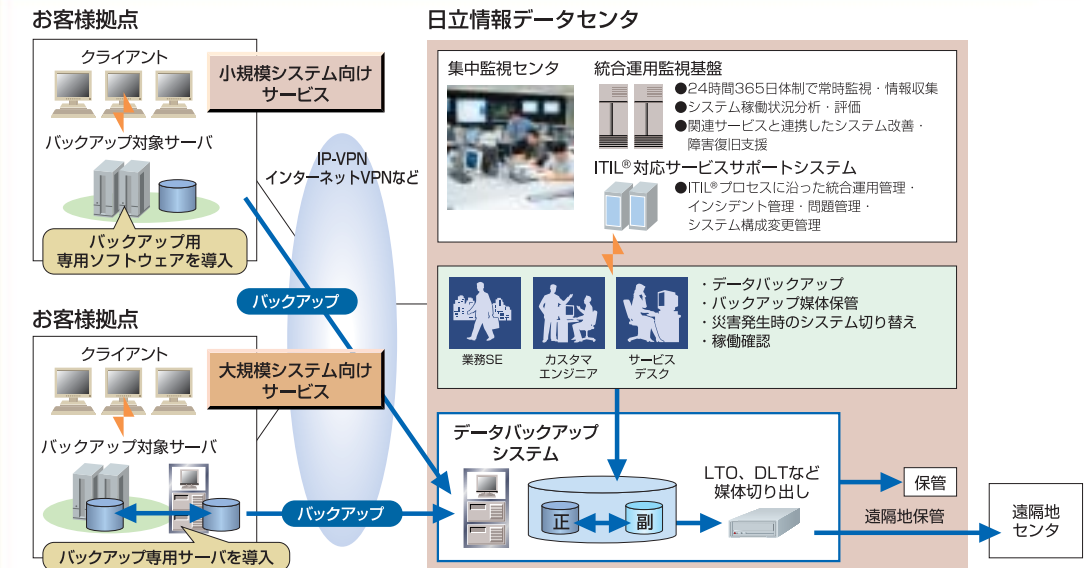 お客様拠点
クライアント
小規模システム向け
サービス
バックアップ対象サーバ
バックアップ用
専用ソフトウェアを導入
IP-VPN
インターネットVPNなど
バックアップ
お客様拠点
クライアント
大規模システム向け
サービス
バックアップ対象サーバ
バックアップ専用サーバを導入
バックアップ
日立情報データセンタ
集中監視センタ
統合運用監視基盤
●24時間365日体制で常時監視・情報収集
●システム稼働状況分析・評価
●関連サービスと連携したシステム改善・
障害復旧支援
ITIL®対応サービスサポートシステム
●ITIL®プロセスに沿った統合運用管理・
インシデント管理・問題管理・
システム構成変更管理
業務SE
カスタマ
エンジニア
サービス
デスク
・データバックアップ
・バックアップ媒体保管
・災害発生時のシステム切り替え
・稼働確認
データバックアップ
システム
正
副
LTO、DLTなど
媒体切り出し
保管
遠隔地保管
遠隔地
センタ